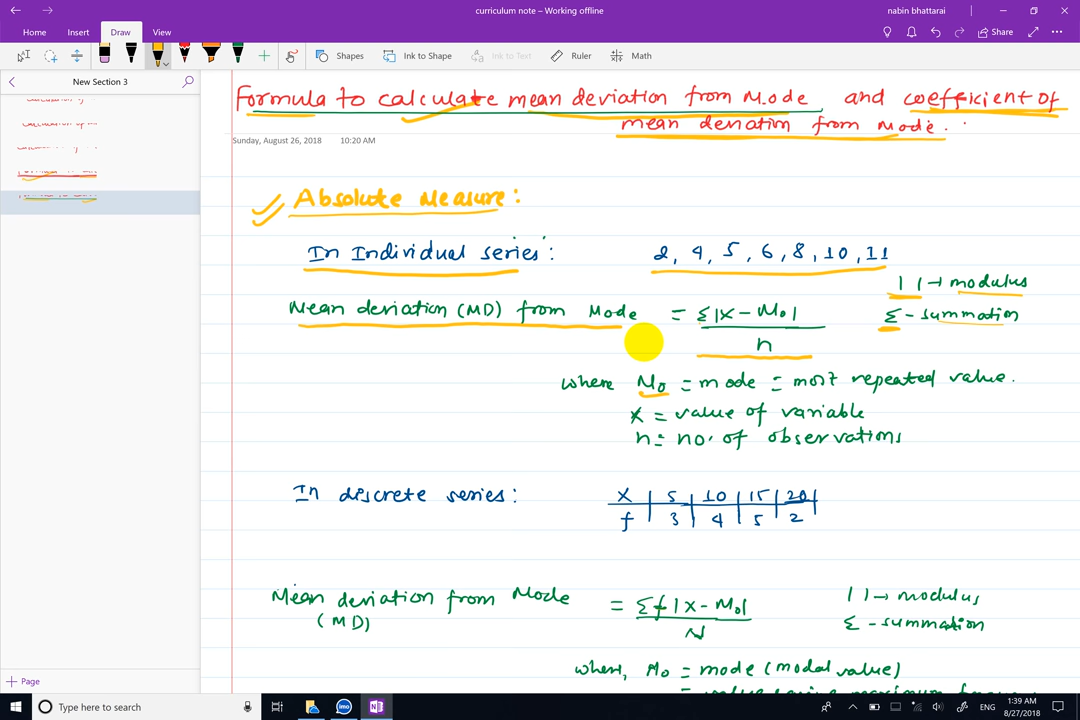 curriculum note – Working offline
nabin bhattarai
Home Insert Draw View
Share
Shapes
Ink to Shape
Ink to Text
Ruler
Math
New Section 3
Formula to calculate mean deviation from Mode and coefficient of
mean deviation from Mode.
Sunday, August 26, 2018 10:20 AM
Absolute Measure:
In Individual series: 2, 4, 5, 6, 8, 10, 11
| | → modulus
Mean deviation (MD) from Mode = Σ|X − Mo|
n
Σ - summation
where Mo = mode = most repeated value.
x = value of variable
n = no. of observations
In discrete series:
X | 5 | 10 | 15 | 20 |
f | 3 | 4 | 5 | 2
Mean deviation from Mode = Σf|X − Mo|
(MD)
N
| | → modulus
Σ - summation
where, Mo = mode (modal value)
Page
Type here to search
ENG
1:39 AM
8/27/2018